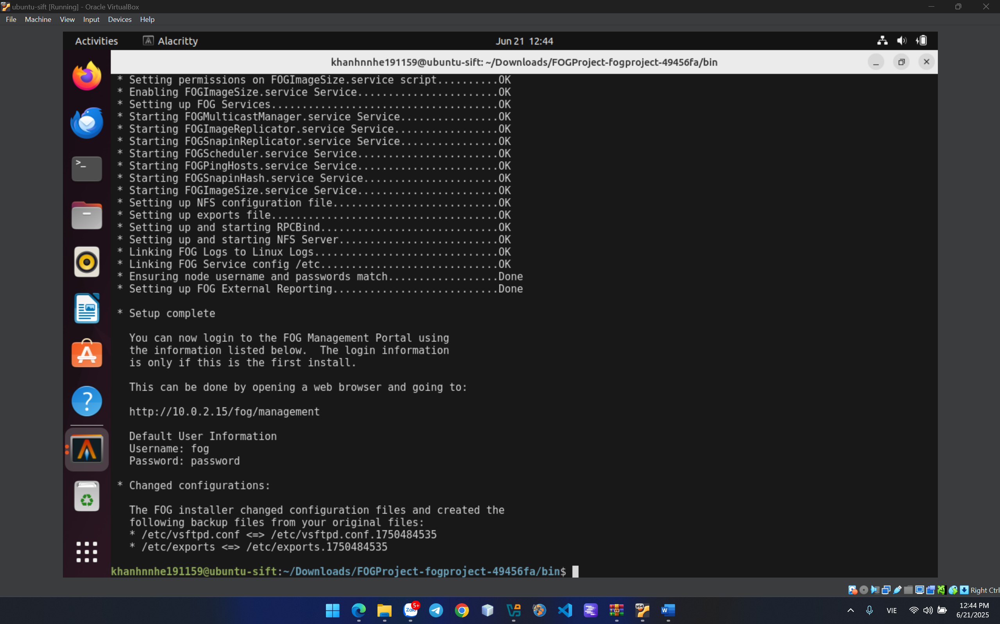 ubuntu-sift [Running] - Oracle VirtualBox
File Machine View Input Devices Help
Activities Alacritty Jun 21 12:44
khanhnnhe191159@ubuntu-sift: ~/Downloads/FOGProject-fogproject-49456fa/bin
* Setting permissions on FOGImageSize.service script..........OK
* Enabling FOGImageSize.service Service.......................OK
* Setting up FOG Services.....................................OK
* Starting FOGMulticastManager.service Service................OK
* Starting FOGImageReplicator.service Service.................OK
* Starting FOGSnapinReplicator.service Service................OK
* Starting FOGScheduler.service Service.......................OK
* Starting FOGPingHosts.service Service.......................OK
* Starting FOGSnapinHash.service Service......................OK
* Starting FOGImageSize.service Service.......................OK
* Setting up NFS configuration file...........................OK
* Setting up exports file.....................................OK
* Setting up and starting RPCBind.............................OK
* Setting up and starting NFS Server..........................OK
* Linking FOG Logs to Linux Logs..............................OK
* Linking FOG Service config /etc.............................OK
* Ensuring node username and passwords match..................Done
* Setting up FOG External Reporting...........................Done
* Setup complete
You can now login to the FOG Management Portal using
the information listed below.  The login information
is only if this is the first install.
This can be done by opening a web browser and going to:
http://10.0.2.15/fog/management
Default User Information
Username: fog
Password: password
* Changed configurations:
The FOG installer changed configuration files and created the
following backup files from your original files:
* /etc/vsftpd.conf <=> /etc/vsftpd.conf.1750484535
* /etc/exports <=> /etc/exports.1750484535
khanhnnhe191159@ubuntu-sift:~/Downloads/FOGProject-fogproject-49456fa/bin$
Right Ctrl
5+
Zalo
x64
W
VIE
12:44 PM
6/21/2025